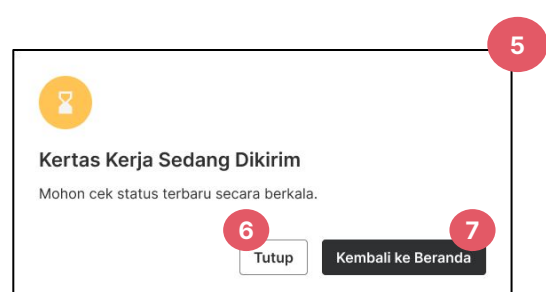 5
Kertas Kerja Sedang Dikirim
Mohon cek status terbaru secara berkala.
6
7
Tutup
Kembali ke Beranda